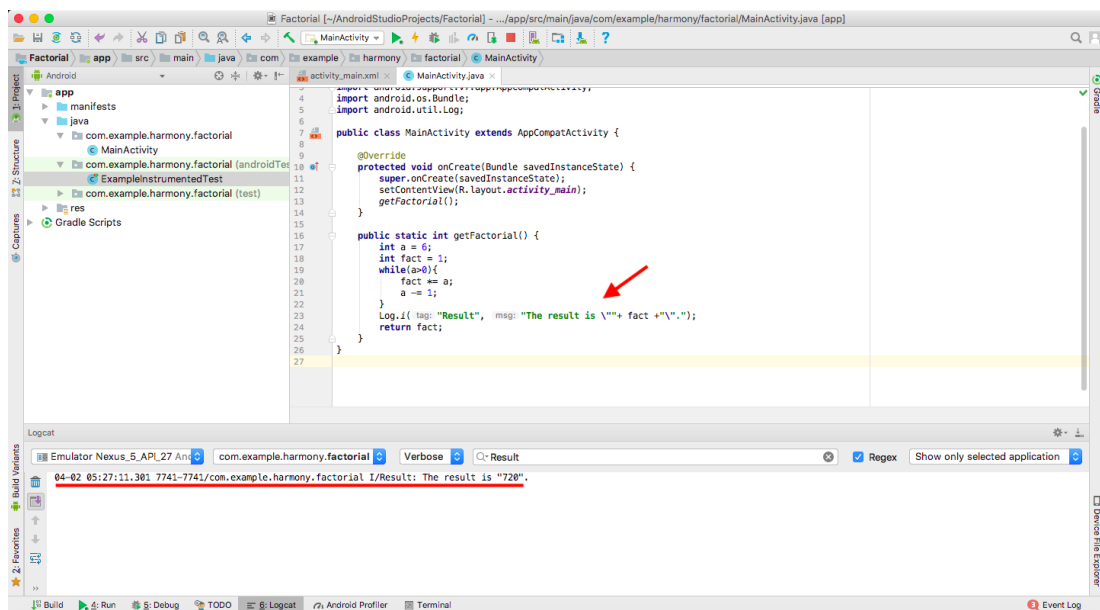 Factorial [~/AndroidStudioProjects/Factorial] - .../app/src/main/java/com/example/harmony/factorial/MainActivity.java [app]
MainActivity
Factorial app src main java com example harmony factorial MainActivity
Android
activity_main.xml MainActivity.java
1: Project
Z: Structure
Captures
Build Variants
2: Favorites
Gradle
Device File Explorer
app
manifests
java
com.example.harmony.factorial
MainActivity
com.example.harmony.factorial (androidTes
ExampleInstrumentedTest
com.example.harmony.factorial (test)
res
Gradle Scripts
4 import android.os.Bundle;
5 import android.util.Log;
6
7 public class MainActivity extends AppCompatActivity {
8
9 @Override
10 protected void onCreate(Bundle savedInstanceState) {
11 super.onCreate(savedInstanceState);
12 setContentView(R.layout.activity_main);
13 getFactorial();
14 }
15
16 public static int getFactorial() {
17 int a = 6;
18 int fact = 1;
19 while(a>0){
20 fact *= a;
21 a -= 1;
22 }
23 Log.i( tag: "Result", msg: "The result is \""+ fact +"\".");
24 return fact;
25 }
26 }
27
Logcat
Emulator Nexus_5_API_27 And com.example.harmony.factorial Verbose Result Regex Show only selected application
04-02 05:27:11.301 7741-7741/com.example.harmony.factorial I/Result: The result is "720".
Build 4: Run 5: Debug TODO 6: Logcat Android Profiler Terminal 3 Event Log